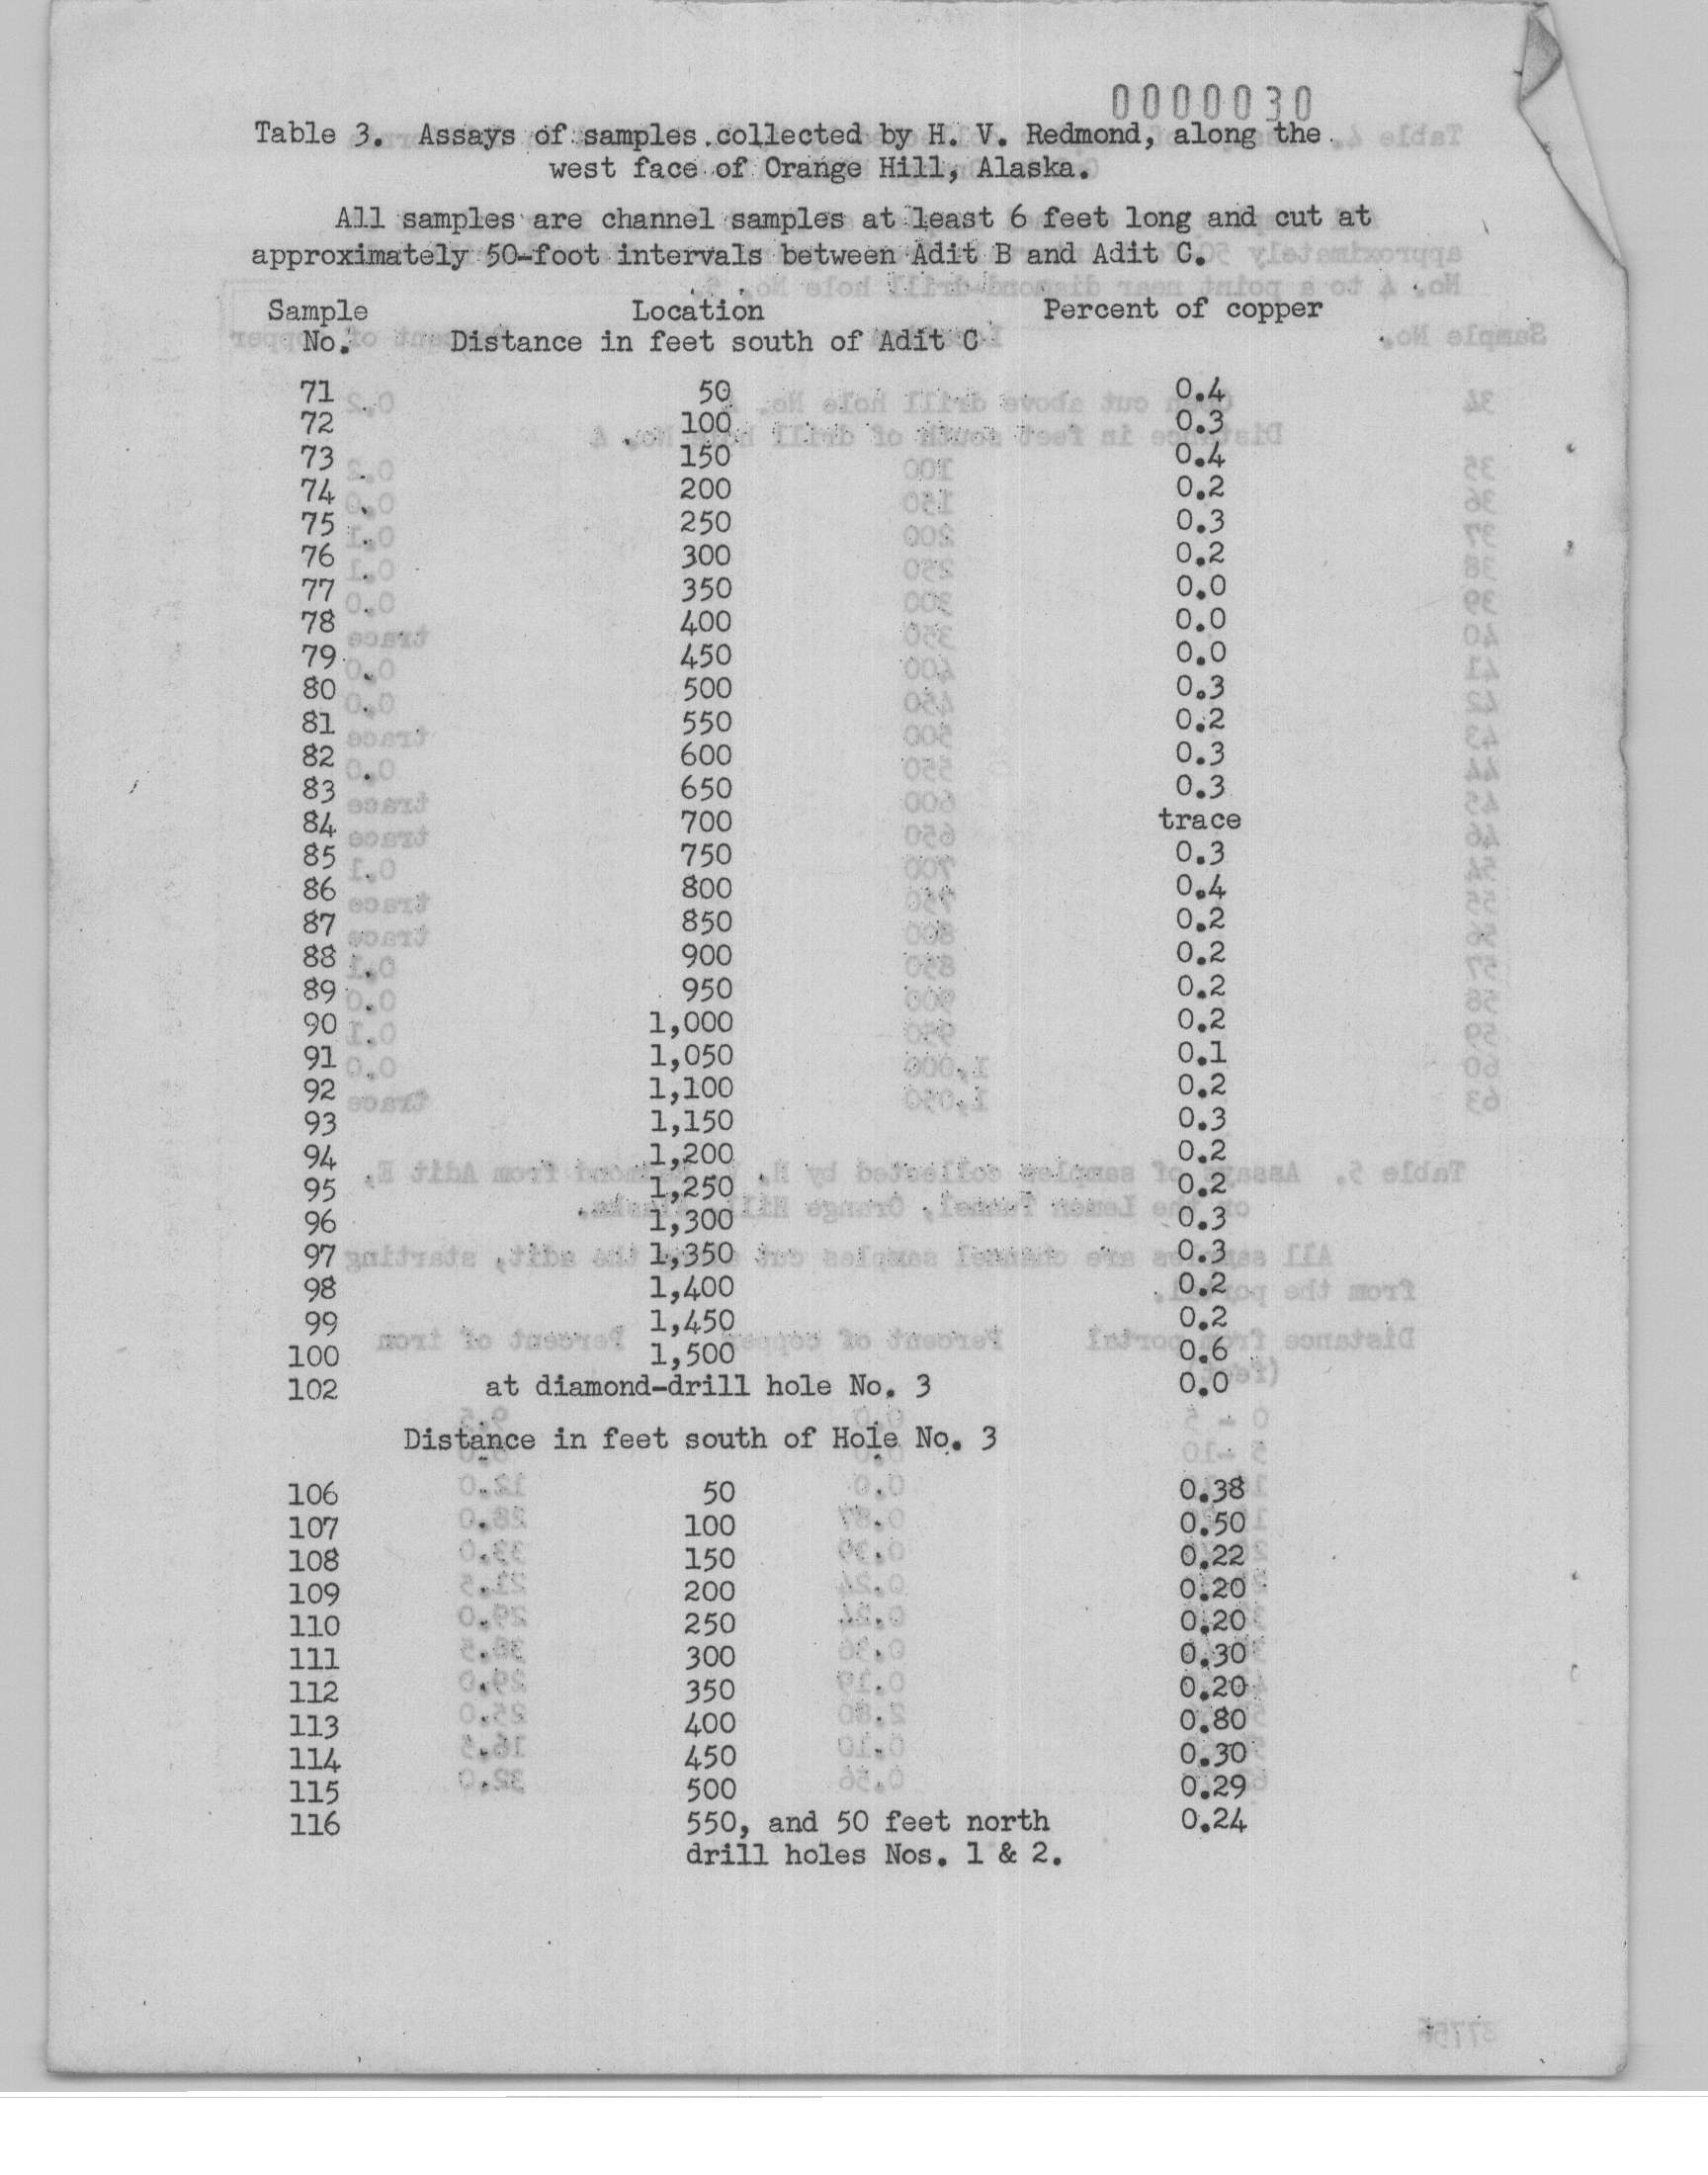 0000030
Table 3. Assays of samples collected by H. V. Redmond, along the
west face of Orange Hill, Alaska.
All samples are channel samples at least 6 feet long and cut at
approximately 50-foot intervals between Adit B and Adit C.
Sample Location Percent of copper
No. Distance in feet south of Adit C
71 50 0.4
72 100 0.3
73 150 0.4
74 200 0.2
75 250 0.3
76 300 0.2
77 350 0.0
78 400 0.0
79 450 0.0
80 500 0.3
81 550 0.2
82 600 0.3
83 650 0.3
84 700 trace
85 750 0.3
86 800 0.4
87 850 0.2
88 900 0.2
89 950 0.2
90 1,000 0.2
91 1,050 0.1
92 1,100 0.2
93 1,150 0.3
94 1,200 0.2
95 1,250 0.2
96 1,300 0.3
97 1,350 0.3
98 1,400 0.2
99 1,450 0.2
100 1,500 0.6
102 at diamond-drill hole No. 3 0.0
Distance in feet south of Hole No. 3
106 50 0.38
107 100 0.50
108 150 0.22
109 200 0.20
110 250 0.20
111 300 0.30
112 350 0.20
113 400 0.80
114 450 0.30
115 500 0.29
116 550, and 50 feet north 0.24
drill holes Nos. 1 & 2.